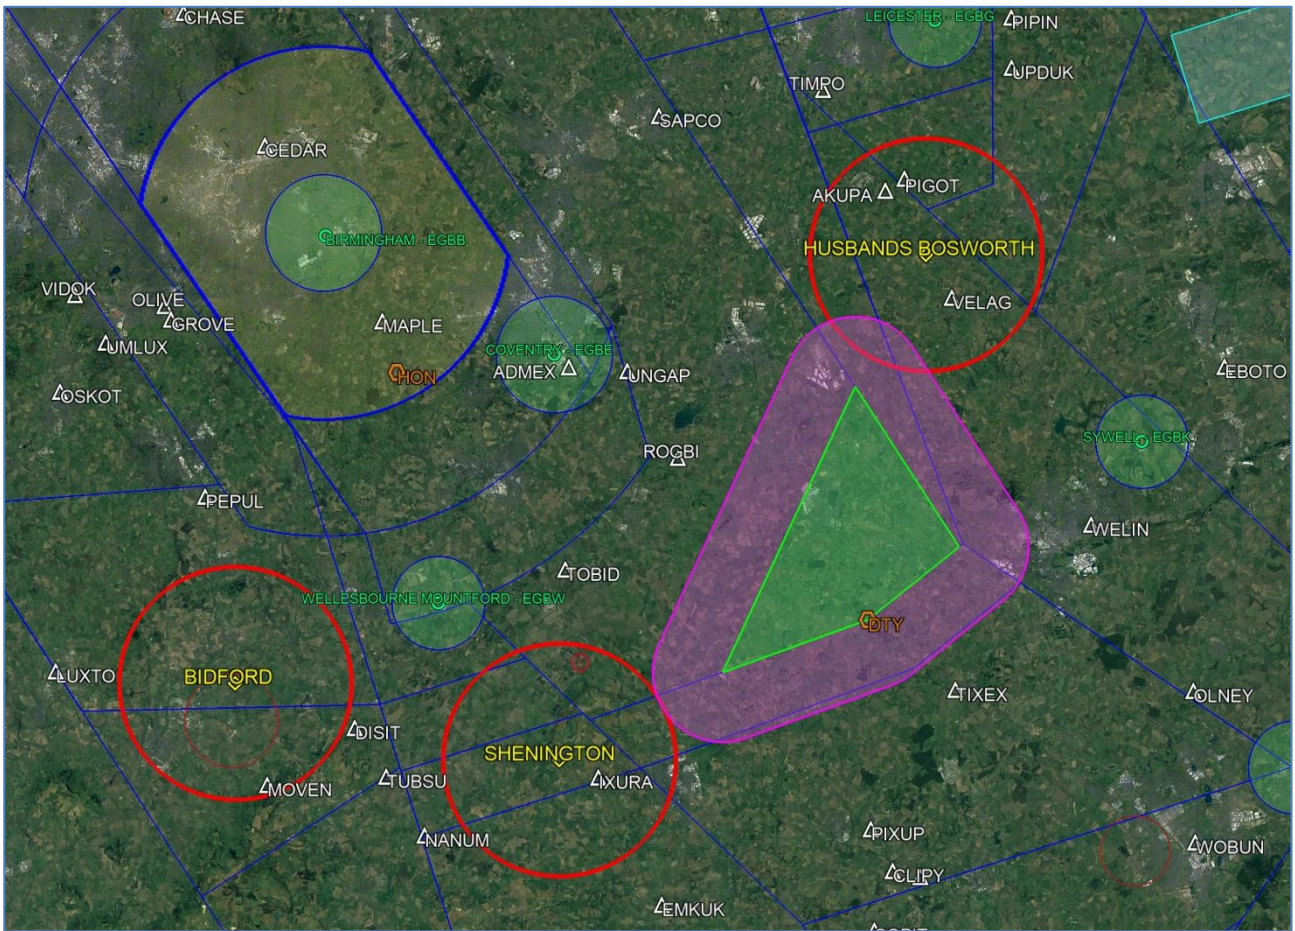 CHASE
LEICESTER - EGBG
PIPIN
UPDUK
TIMPO
SAPCO
CEDAR
AKUPA
PIGOT
BIRMINGHAM - EGBB
HUSBANDS BOSWORTH
VIDOK
OLIVE
GROVE
MAPLE
VELAG
UMLUX
COVENTRY - EGBE
ADMEX
UNGAP
HON
EBOTO
OSKOT
SYWELL - EGBK
ROGBI
PEPUL
WELIN
TOBID
WELLESBOURNE MOUNTFORD - EGBW
DTY
LUXTO
BIDFORD
TIXEX
OLNEY
DISIT
SHENINGTON
TUBSU
IXURA
MOVEN
NANUM
PIXUP
WOBUN
CLIPY
EMKUK